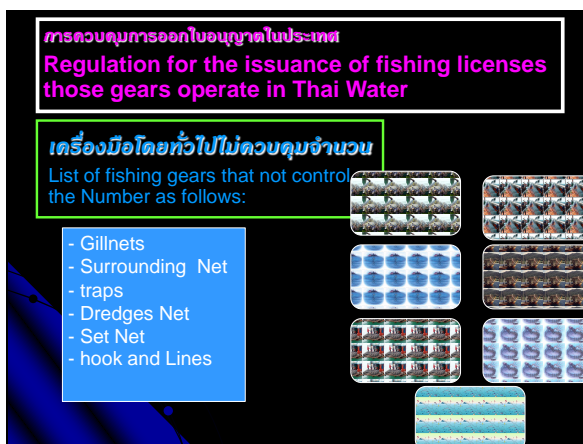 การควบคุมการออกใบอนุญาตในประเทศ
Regulation for the issuance of fishing licenses
those gears operate in Thai Water
เครื่องมือโดยทั่วไปไม่ควบคุมจำนวน
List of fishing gears that not control
the Number as follows:
- Gillnets
- Surrounding Net
- traps
- Dredges Net
- Set Net
- hook and Lines